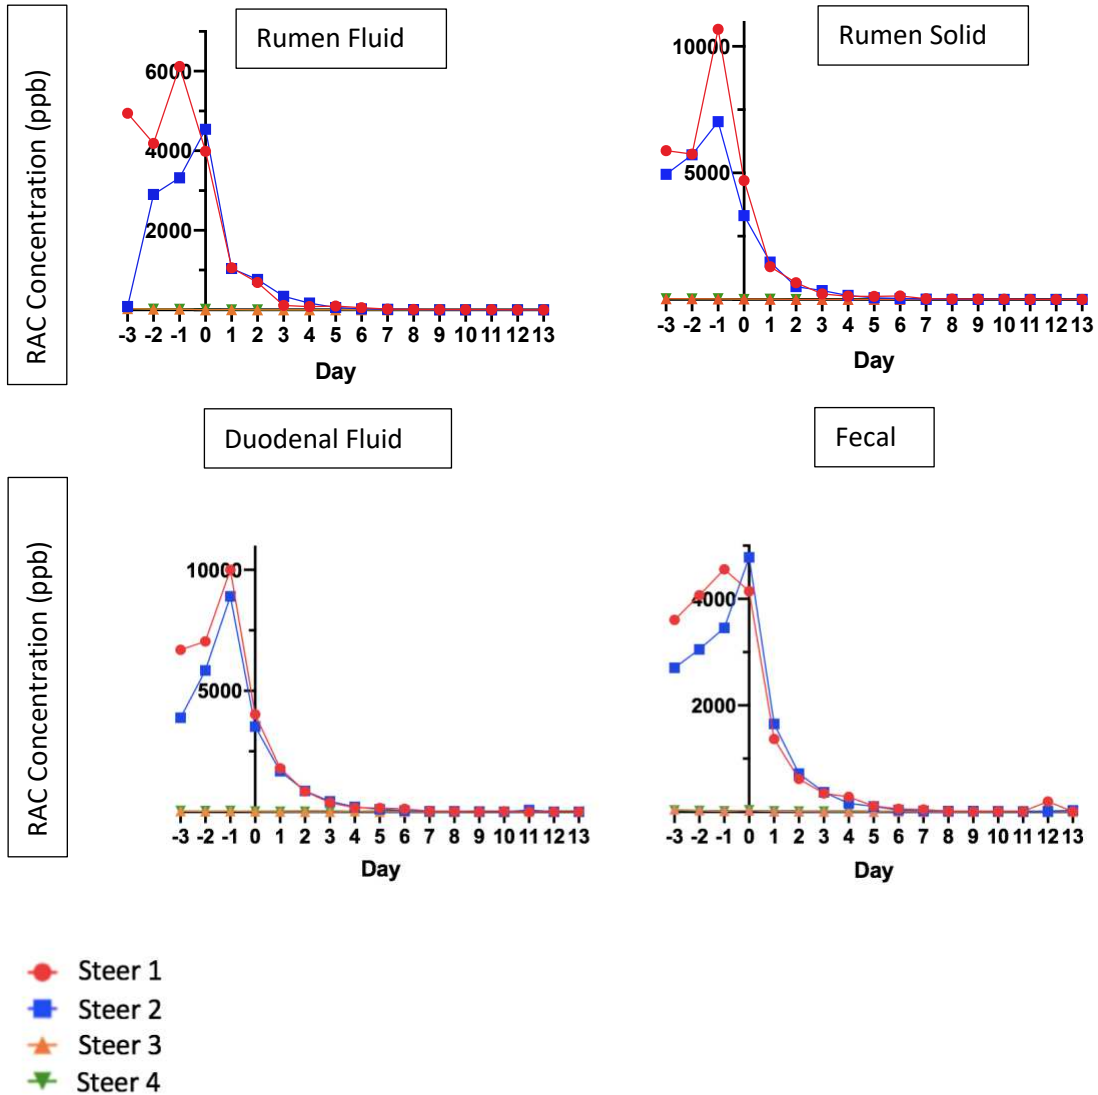 RAC Concentration (ppb)
Rumen Fluid
6000
4000
2000
-3 -2 -1 0 1 2 3 4 5 6 7 8 9 10 11 12 13
Day
Rumen Solid
10000
5000
-3 -2 -1 0 1 2 3 4 5 6 7 8 9 10 11 12 13
Day
RAC Concentration (ppb)
Duodenal Fluid
10000
5000
-3 -2 -1 0 1 2 3 4 5 6 7 8 9 10 11 12 13
Day
Fecal
4000
2000
-3 -2 -1 0 1 2 3 4 5 6 7 8 9 10 11 12 13
Day
Steer 1
Steer 2
Steer 3
Steer 4